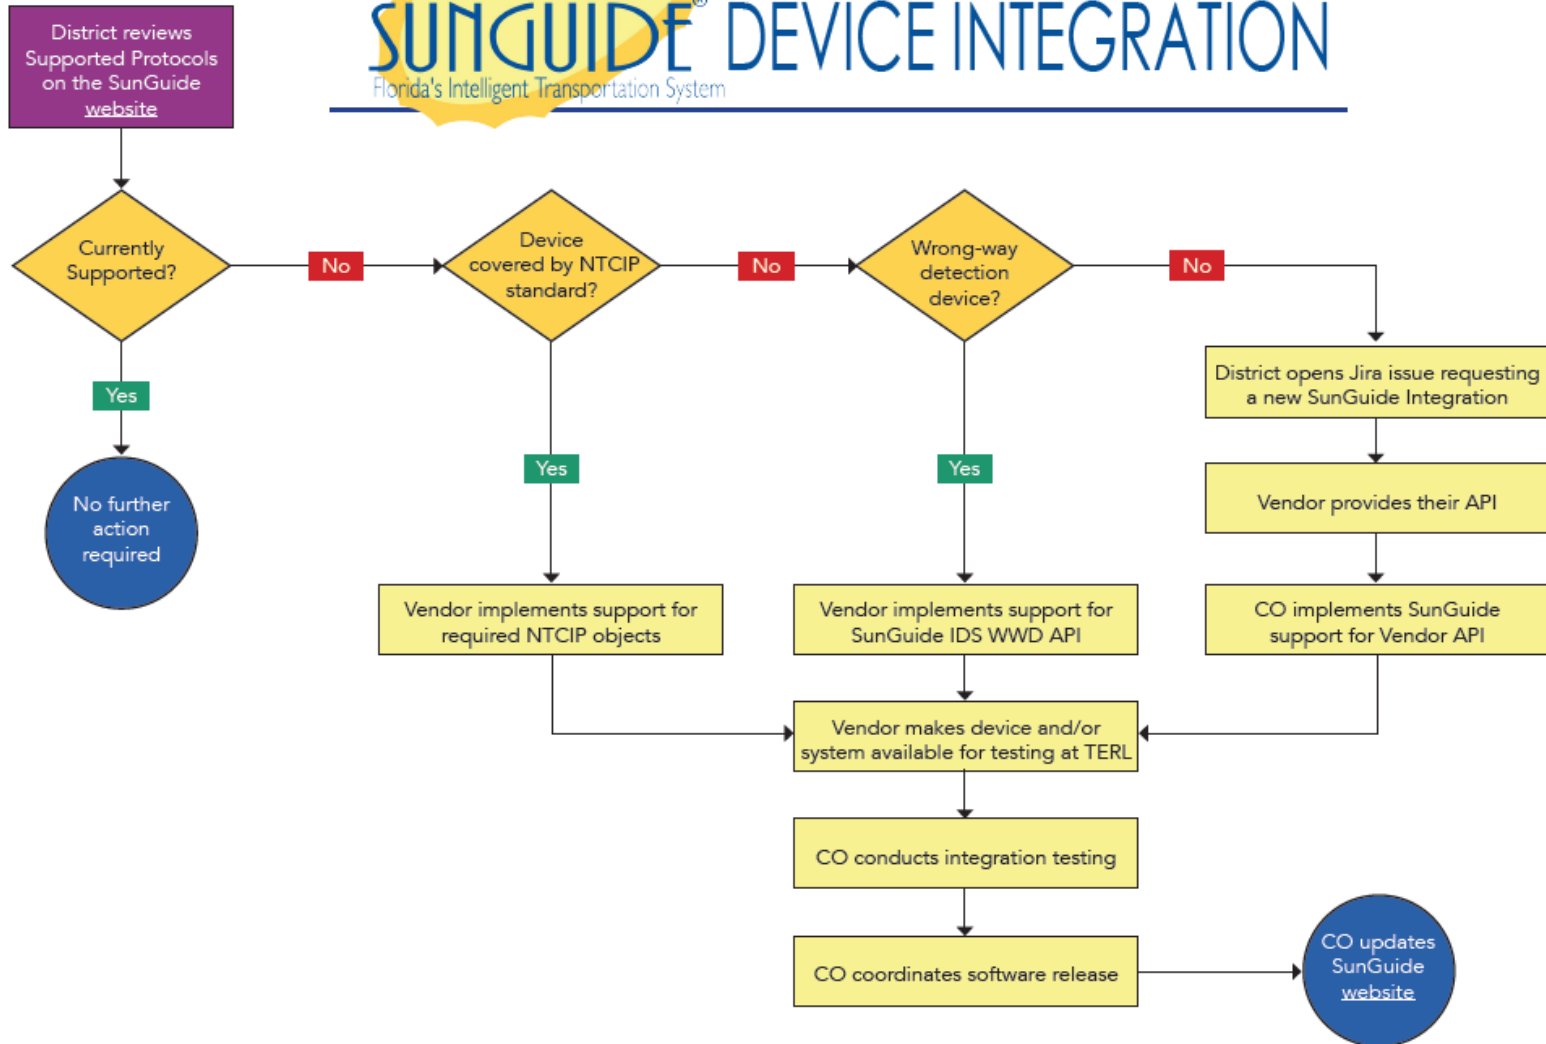 District reviews
Supported Protocols
on the SunGuide
website
SUNGUIDE® DEVICE INTEGRATION
Florida's Intelligent Transportation System
Currently
Supported?
No
Device
covered by NTCIP
standard?
No
Wrong-way
detection
device?
No
Yes
No further
action
required
Yes
Yes
District opens Jira issue requesting
a new SunGuide Integration
Vendor provides their API
Vendor implements support for
required NTCIP objects
Vendor implements support for
SunGuide IDS WWD API
CO implements SunGuide
support for Vendor API
Vendor makes device and/or
system available for testing at TERL
CO conducts integration testing
CO coordinates software release
CO updates
SunGuide
website